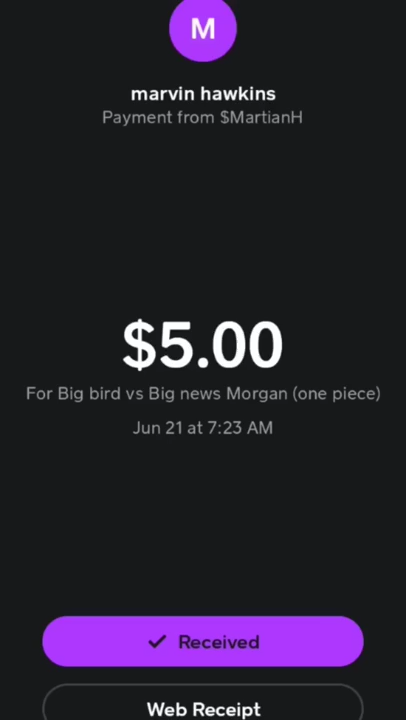 M
marvin hawkins
Payment from $MartianH
$5.00
For Big bird vs Big news Morgan (one piece)
Jun 21 at 7:23 AM
Received
Web Receipt